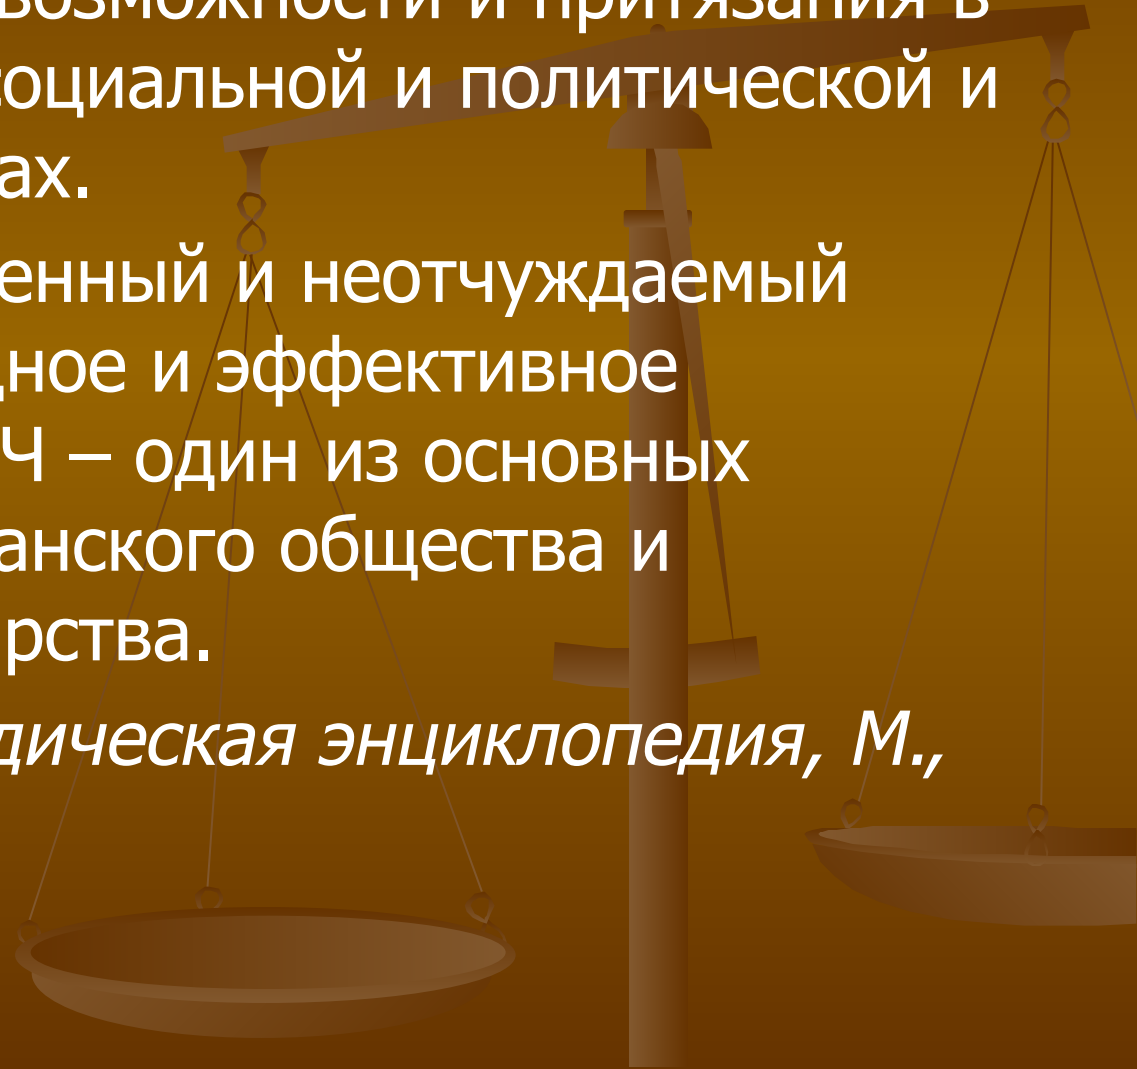 возможности и притязания в
социальной и политической и
ах.
енный и неотчуждаемый
ное и эффективное
Ч – один из основных
анского общества и
рства.
дическая энциклопедия, М.,